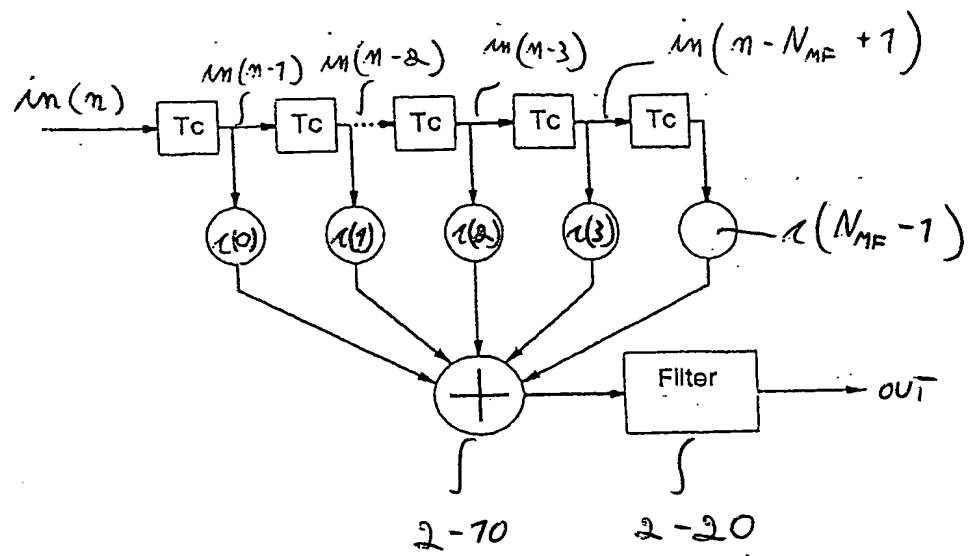 in(n)
in(n-1)
in(n-2)
in(n-3)
in(n - N_MF + 1)
Tc
Tc
Tc
Tc
Tc
r(0)
r(1)
r(2)
r(3)
r(N_MF - 1)
+
Filter
OUT
2-10
2-20